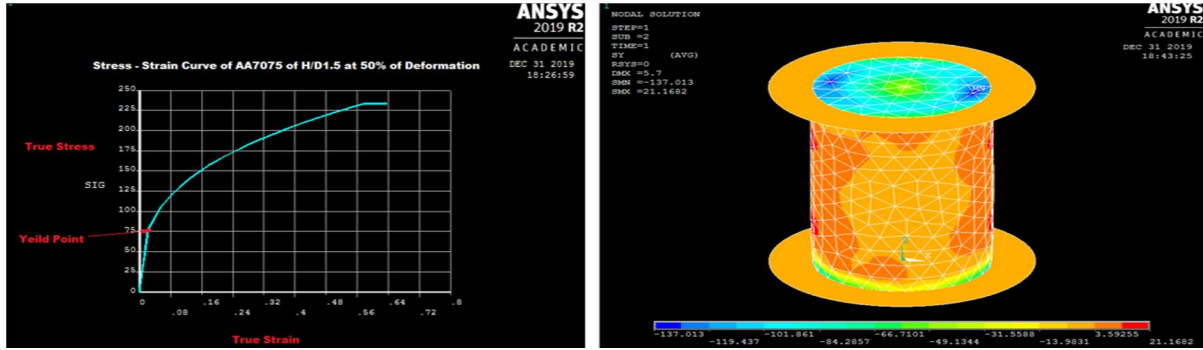 ANSYS
2019 R2
ACADEMIC
DEC 31 2019
18:26:59
Stress - Strain Curve of AA7075 of H/D1.5 at 50% of Deformation
250
225
200
175
True Stress
150
SIG
125
100
Yeild Point
75
50
25
0
0 .16 .32 .48 .64 .8
.08 .24 .4 .56 .72
True Strain
1
NODAL SOLUTION
STEP=1
SUB =2
TIME=1
SY (AVG)
RSYS=0
DMX =5.7
SMN =-137.013
SMX =21.1682
ANSYS
2019 R2
ACADEMIC
DEC 31 2019
18:43:25
X
-137.013 -101.861 -66.7101 -31.5588 3.59255
-119.437 -84.2857 -49.1344 -13.9831 21.1682